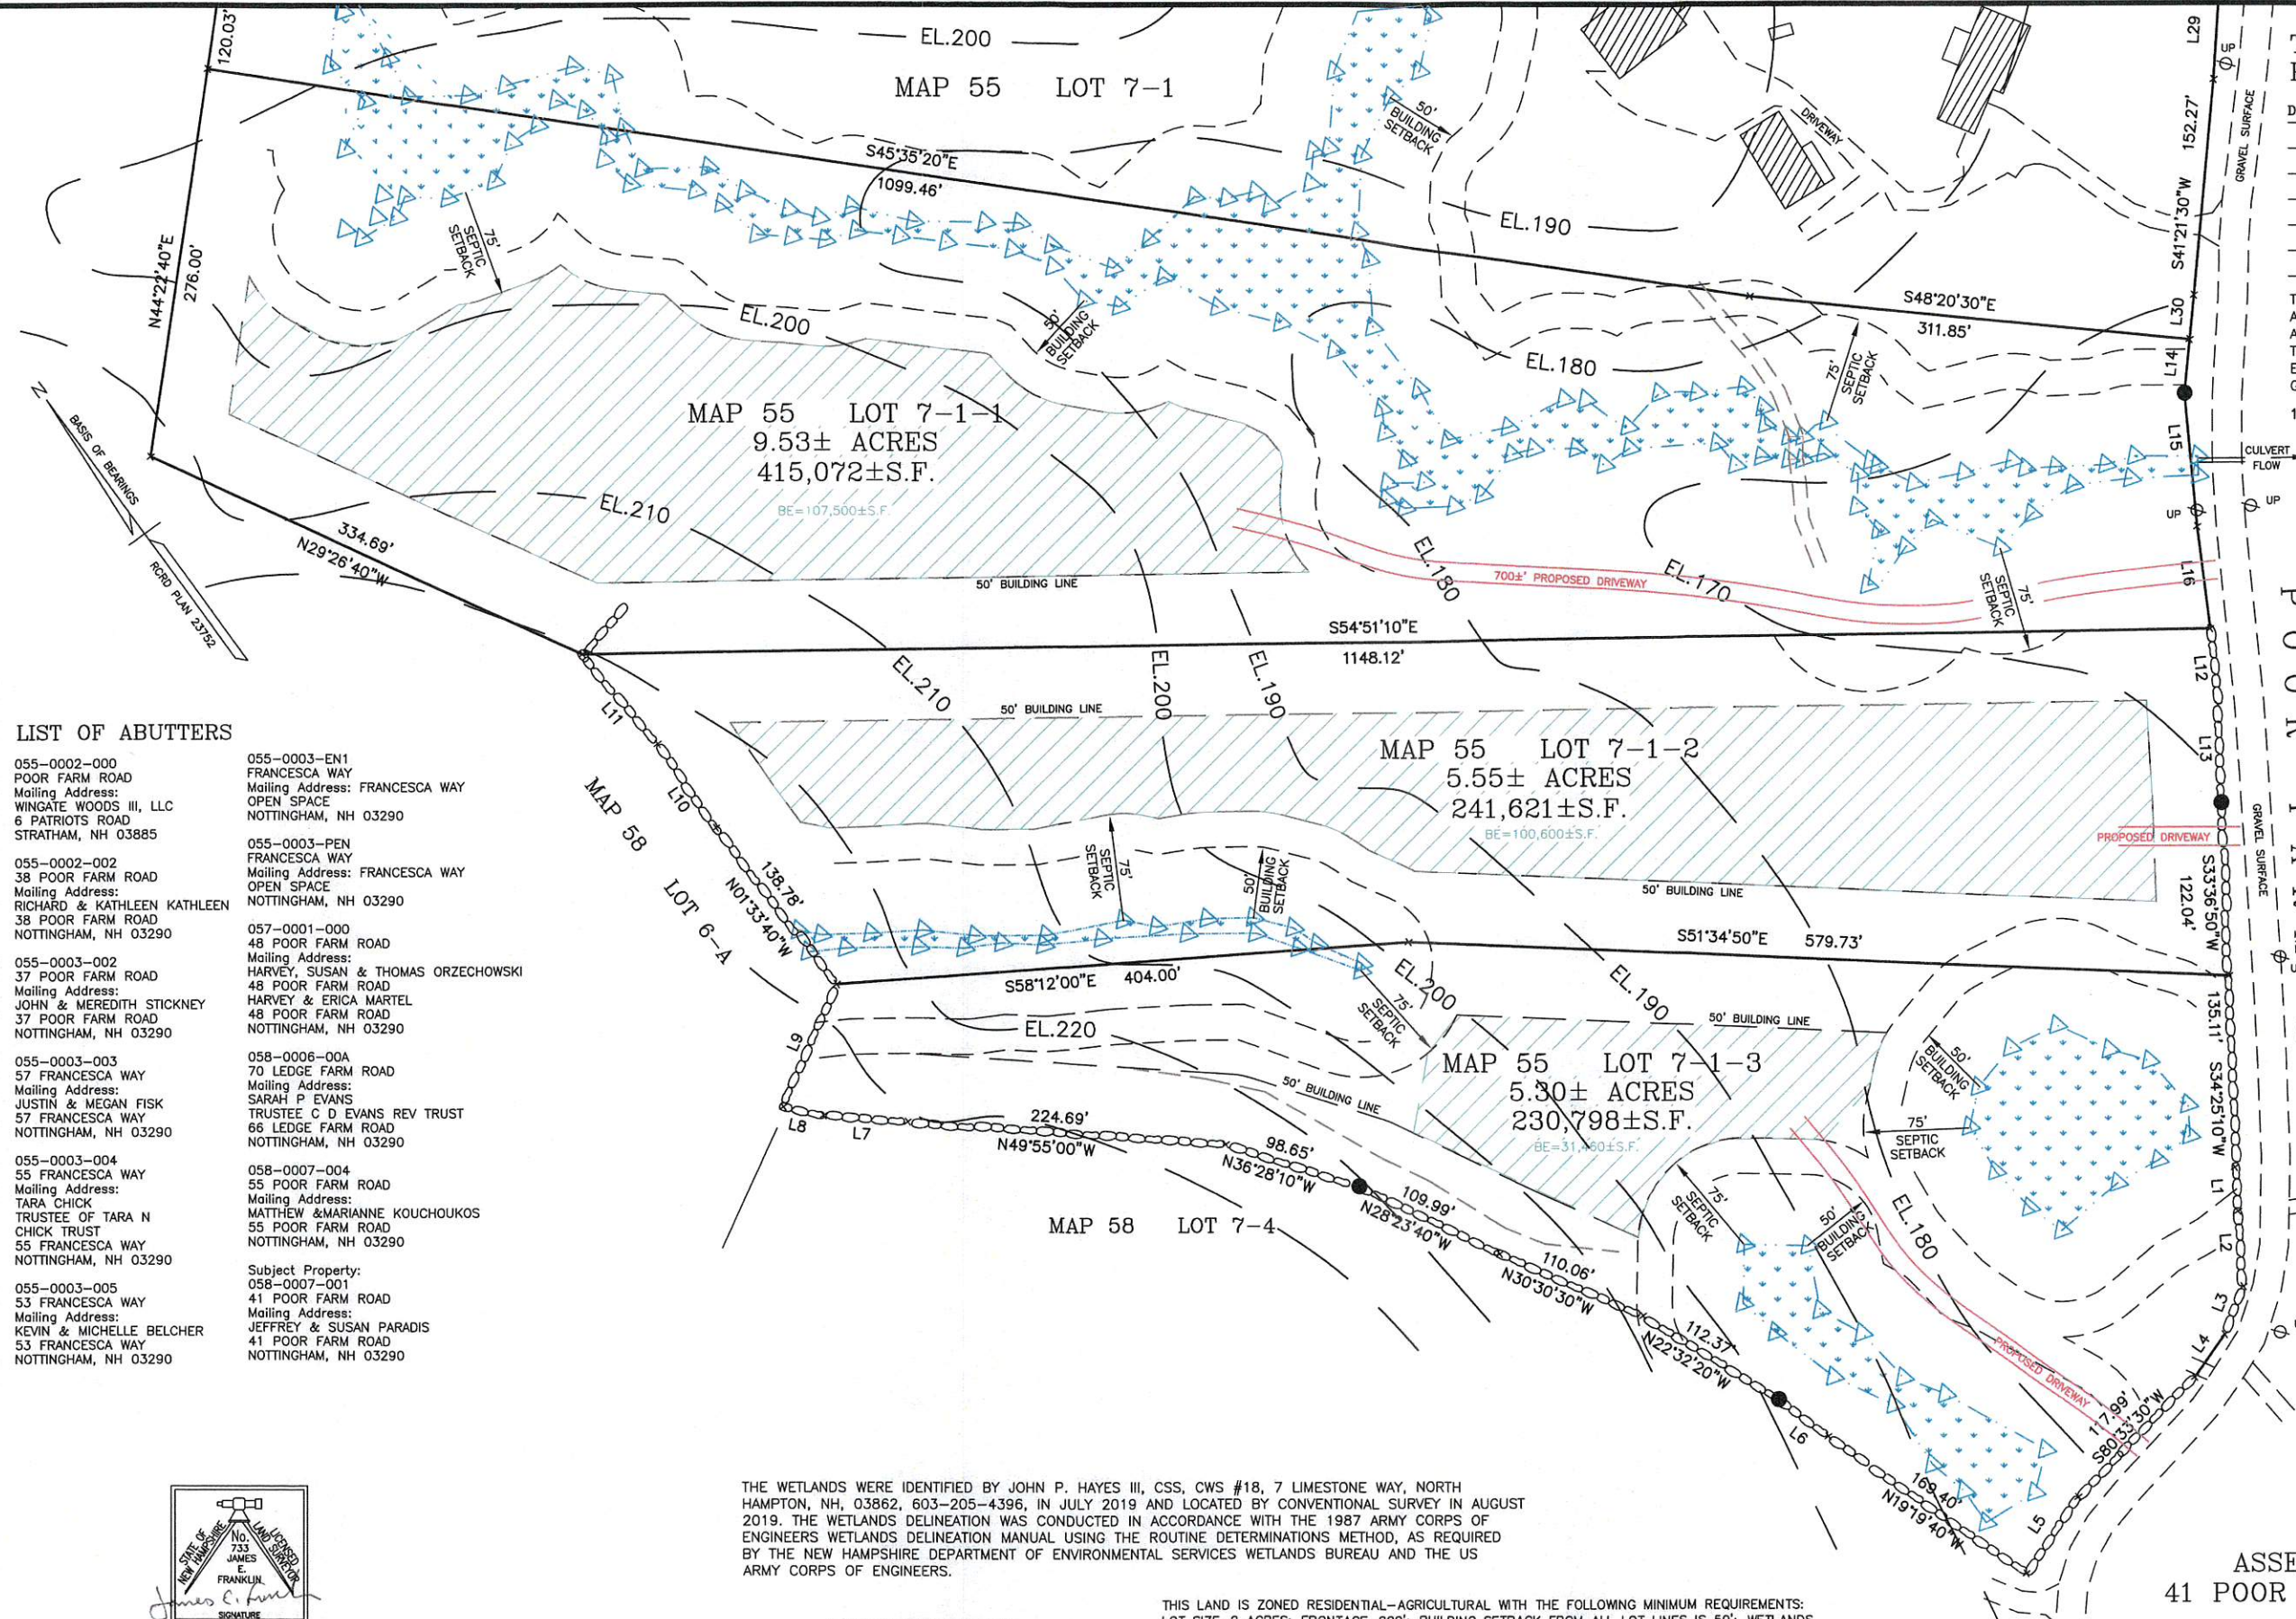 120.03'
EL.200
MAP 55 LOT 7-1
50' BUILDING SETBACK
DRIVEWAY
L29
UP
152.27'
GRAVEL SURFACE
S41°21'30"W
S45°35'20"E
1099.46'
EL.190
N44°22'40"E
276.00'
75' SEPTIC SETBACK
S48°20'30"E
311.85'
L30
L14
EL.200
50' BUILDING SETBACK
EL.180
75' SEPTIC SETBACK
N
BASIS OF BEARINGS
RCRD PLAN 23752
MAP 55 LOT 7-1-1
9.53± ACRES
415,072±S.F.
BE=107,500±S.F.
L15
CULVERT
FLOW
UP
UP
EL.210
334.69'
N29°26'40"W
50' BUILDING LINE
EL.180
700±' PROPOSED DRIVEWAY
EL.170
75' SEPTIC SETBACK
L16
S54°51'10"E
1148.12'
L12
L11
EL.210
EL.200
EL.190
50' BUILDING LINE
MAP 55 LOT 7-1-2
5.55± ACRES
241,621±S.F.
BE=100,600±S.F.
L13
PROPOSED DRIVEWAY
GRAVEL SURFACE
MAP 58
LOT 6-A
L10
138.78'
N01°33'40"W
75' SEPTIC SETBACK
50' BUILDING SETBACK
50' BUILDING LINE
S33°36'50"W
122.04'
S51°34'50"E 579.73'
S58°12'00"E 404.00'
EL.200
EL.190
75' SEPTIC SETBACK
50' BUILDING LINE
135.11'
S34°25'10"W
L9
EL.220
MAP 55 LOT 7-1-3
5.30± ACRES
230,798±S.F.
50' BUILDING SETBACK
75'
SEPTIC
SETBACK
50' BUILDING LINE
L8
L7
224.69'
N49°55'00"W
98.65'
N36°28'10"W
109.99'
N28°23'40"W
75' SEPTIC SETBACK
50' BUILDING SETBACK
EL.180
L1
L2
L3
L4
MAP 58 LOT 7-4
110.06'
N30°30'30"W
112.37'
N22°32'20"W
PROPOSED DRIVEWAY
S80°33'30"W
L6
169.40'
N19°19'40"W
L5
LIST OF ABUTTERS
055-0002-000
POOR FARM ROAD
Mailing Address:
WINGATE WOODS III, LLC
6 PATRIOTS ROAD
STRATHAM, NH 03885
055-0002-002
38 POOR FARM ROAD
Mailing Address:
RICHARD & KATHLEEN KATHLEEN
38 POOR FARM ROAD
NOTTINGHAM, NH 03290
055-0003-002
37 POOR FARM ROAD
Mailing Address:
JOHN & MEREDITH STICKNEY
37 POOR FARM ROAD
NOTTINGHAM, NH 03290
055-0003-003
57 FRANCESCA WAY
Mailing Address:
JUSTIN & MEGAN FISK
57 FRANCESCA WAY
NOTTINGHAM, NH 03290
055-0003-004
55 FRANCESCA WAY
Mailing Address:
TARA CHICK
TRUSTEE OF TARA N
CHICK TRUST
55 FRANCESCA WAY
NOTTINGHAM, NH 03290
055-0003-005
53 FRANCESCA WAY
Mailing Address:
KEVIN & MICHELLE BELCHER
53 FRANCESCA WAY
NOTTINGHAM, NH 03290
055-0003-EN1
FRANCESCA WAY
Mailing Address: FRANCESCA WAY
OPEN SPACE
NOTTINGHAM, NH 03290
055-0003-PEN
FRANCESCA WAY
Mailing Address: FRANCESCA WAY
OPEN SPACE
NOTTINGHAM, NH 03290
057-0001-000
48 POOR FARM ROAD
Mailing Address:
HARVEY, SUSAN & THOMAS ORZECHOWSKI
48 POOR FARM ROAD
HARVEY & ERICA MARTEL
48 POOR FARM ROAD
NOTTINGHAM, NH 03290
058-0006-00A
70 LEDGE FARM ROAD
Mailing Address:
SARAH P EVANS
TRUSTEE C D EVANS REV TRUST
66 LEDGE FARM ROAD
NOTTINGHAM, NH 03290
058-0007-004
55 POOR FARM ROAD
Mailing Address:
MATTHEW &MARIANNE KOUCHOUKOS
55 POOR FARM ROAD
NOTTINGHAM, NH 03290
Subject Property:
058-0007-001
41 POOR FARM ROAD
Mailing Address:
JEFFREY & SUSAN PARADIS
41 POOR FARM ROAD
NOTTINGHAM, NH 03290
STATE OF NEW HAMPSHIRE
LICENSED LAND SURVEYOR
No.
733
JAMES
E.
FRANKLIN
SIGNATURE
THE WETLANDS WERE IDENTIFIED BY JOHN P. HAYES III, CSS, CWS #18, 7 LIMESTONE WAY, NORTH
HAMPTON, NH, 03862, 603-205-4396, IN JULY 2019 AND LOCATED BY CONVENTIONAL SURVEY IN AUGUST
2019. THE WETLANDS DELINEATION WAS CONDUCTED IN ACCORDANCE WITH THE 1987 ARMY CORPS OF
ENGINEERS WETLANDS DELINEATION MANUAL USING THE ROUTINE DETERMINATIONS METHOD, AS REQUIRED
BY THE NEW HAMPSHIRE DEPARTMENT OF ENVIRONMENTAL SERVICES WETLANDS BUREAU AND THE US
ARMY CORPS OF ENGINEERS.
THIS LAND IS ZONED RESIDENTIAL-AGRICULTURAL WITH THE FOLLOWING MINIMUM REQUIREMENTS:
ASSE
41 POOR